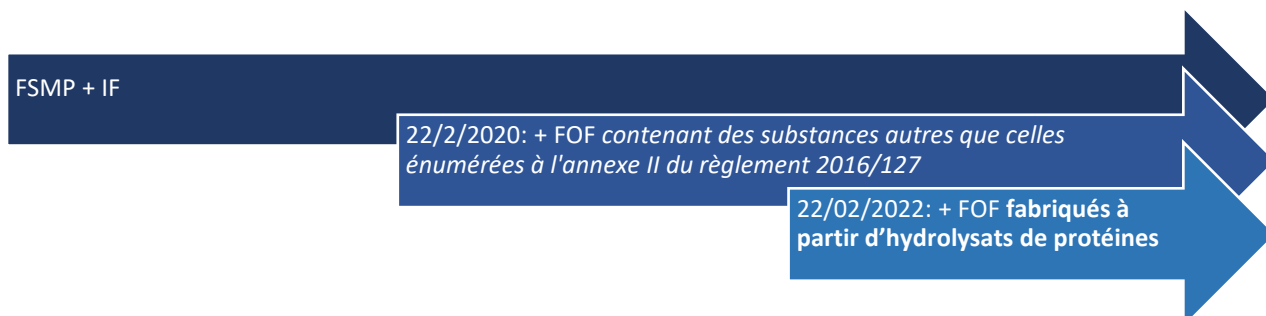 FSMP + IF
22/2/2020: + FOF contenant des substances autres que celles
énumérées à l'annexe II du règlement 2016/127
22/02/2022: + FOF fabriqués à
partir d’hydrolysats de protéines